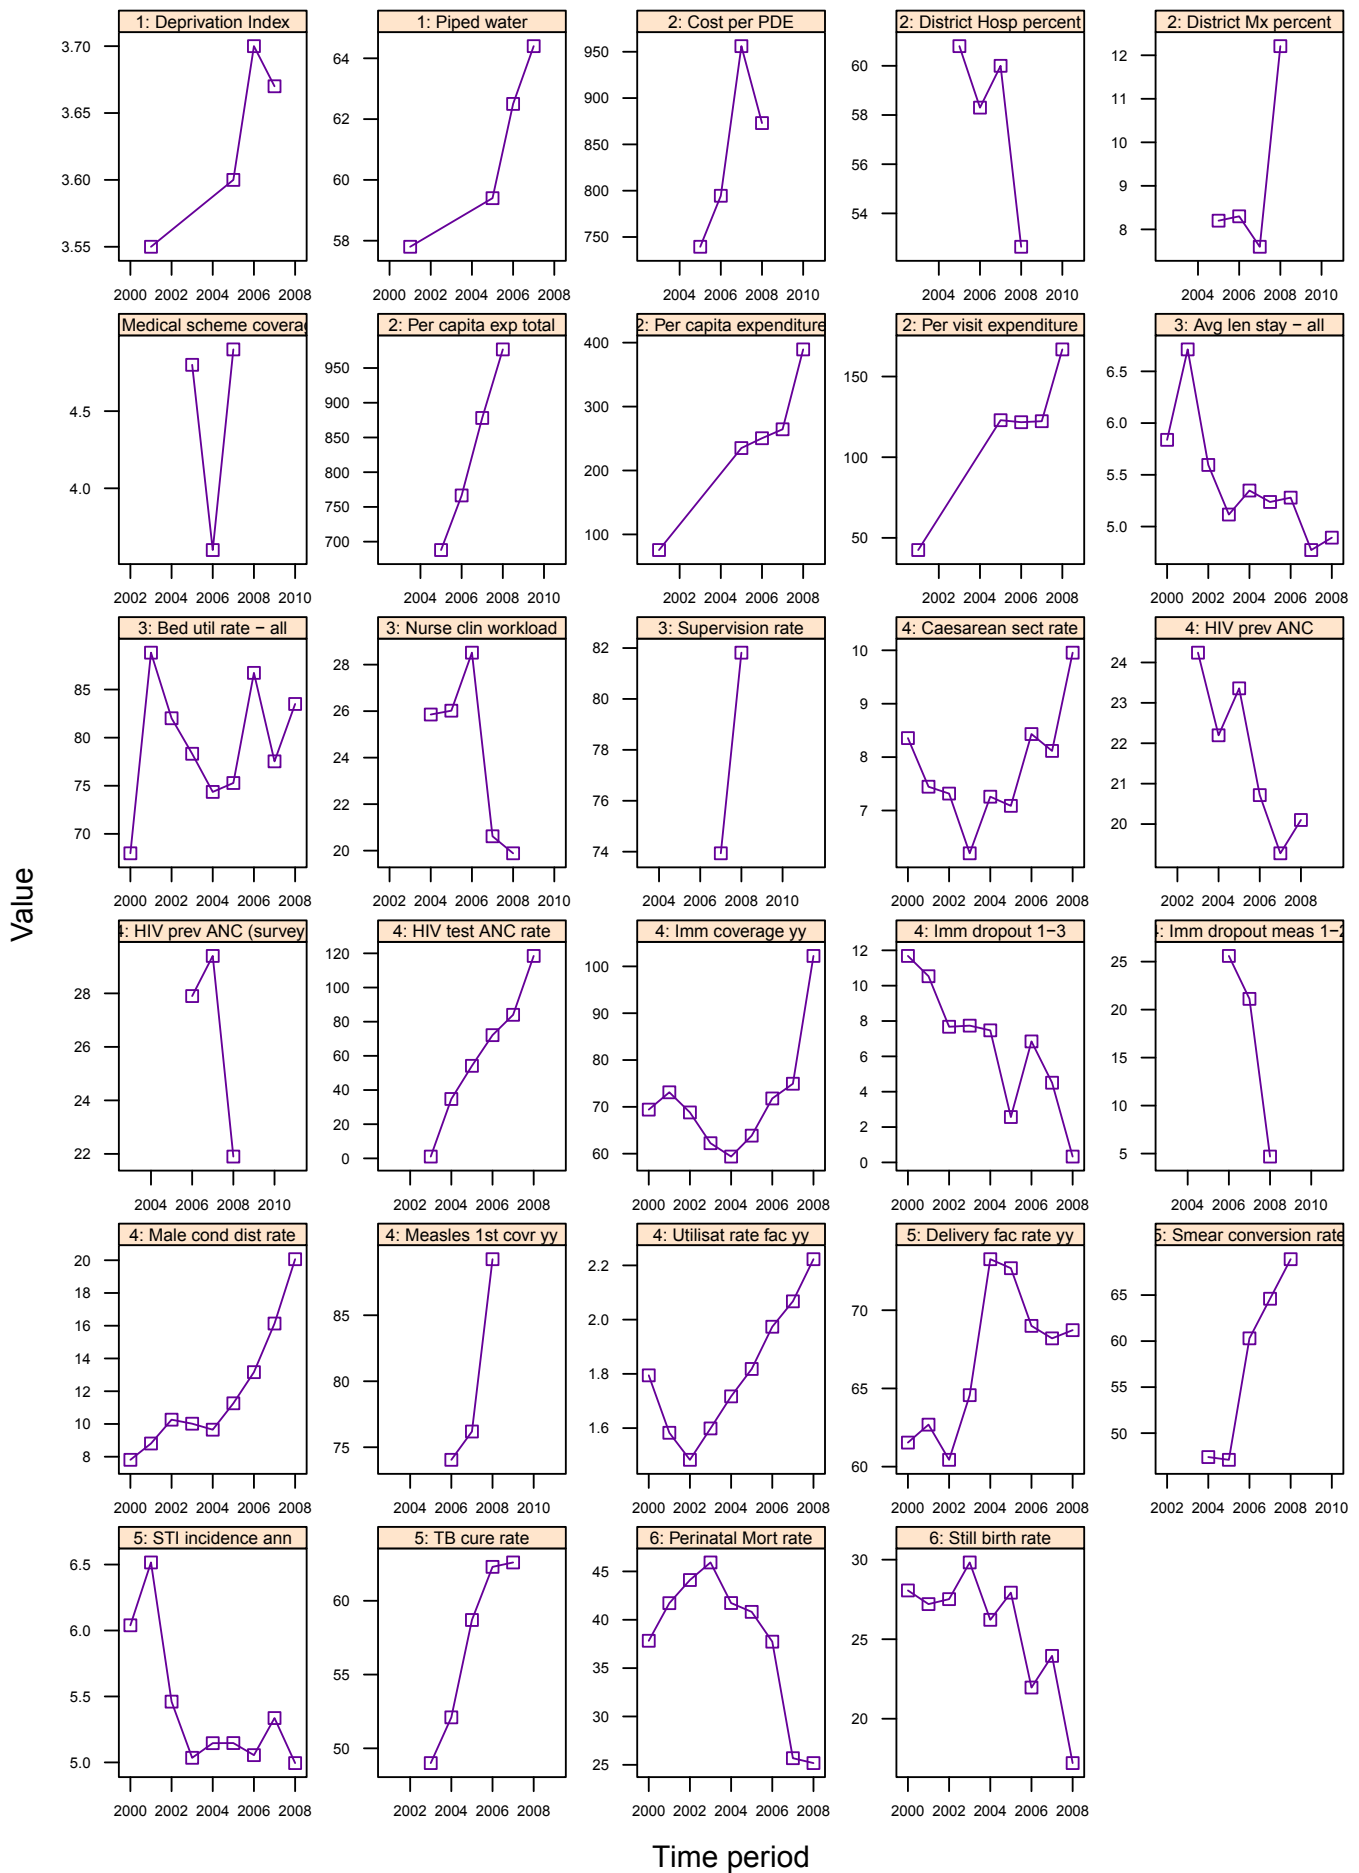 Value
1: Deprivation Index
3.70
3.65
3.60
3.55
2000 2002 2004 2006 2008
1: Piped water
64
62
60
58
2000 2002 2004 2006 2008
2: Cost per PDE
950
900
850
800
750
2004 2006 2008 2010
2: District Hosp percent
60
58
56
54
2004 2006 2008 2010
2: District Mx percent
12
11
10
9
8
2004 2006 2008 2010
Medical scheme coverag
4.5
4.0
2002 2004 2006 2008 2010
2: Per capita exp total
950
900
850
800
750
700
2004 2006 2008 2010
2: Per capita expenditure
400
300
200
100
2002 2004 2006 2008
2: Per visit expenditure
150
100
50
2002 2004 2006 2008
3: Avg len stay − all
6.5
6.0
5.5
5.0
2000 2002 2004 2006 2008
3: Bed util rate − all
85
80
75
70
2000 2002 2004 2006 2008
3: Nurse clin workload
28
26
24
22
20
2002 2004 2006 2008 2010
3: Supervision rate
82
80
78
76
74
2004 2006 2008 2010
4: Caesarean sect rate
10
9
8
7
2000 2002 2004 2006 2008
4: HIV prev ANC
24
23
22
21
20
2002 2004 2006 2008
4: HIV prev ANC (survey
28
26
24
22
2004 2006 2008 2010
4: HIV test ANC rate
120
100
80
60
40
20
0
2002 2004 2006 2008
4: Imm coverage yy
100
90
80
70
60
2000 2002 2004 2006 2008
4: Imm dropout 1−3
12
10
8
6
4
2
0
2000 2002 2004 2006 2008
: Imm dropout meas 1−2
25
20
15
10
5
2004 2006 2008 2010
4: Male cond dist rate
20
18
16
14
12
10
8
2000 2002 2004 2006 2008
4: Measles 1st covr yy
85
80
75
2004 2006 2008 2010
4: Utilisat rate fac yy
2.2
2.0
1.8
1.6
2000 2002 2004 2006 2008
5: Delivery fac rate yy
70
65
60
2000 2002 2004 2006 2008
5: Smear conversion rate
65
60
55
50
2002 2004 2006 2008 2010
5: STI incidence ann
6.5
6.0
5.5
5.0
2000 2002 2004 2006 2008
5: TB cure rate
60
55
50
2002 2004 2006 2008
6: Perinatal Mort rate
45
40
35
30
25
2000 2002 2004 2006 2008
6: Still birth rate
30
25
20
2000 2002 2004 2006 2008
Time period